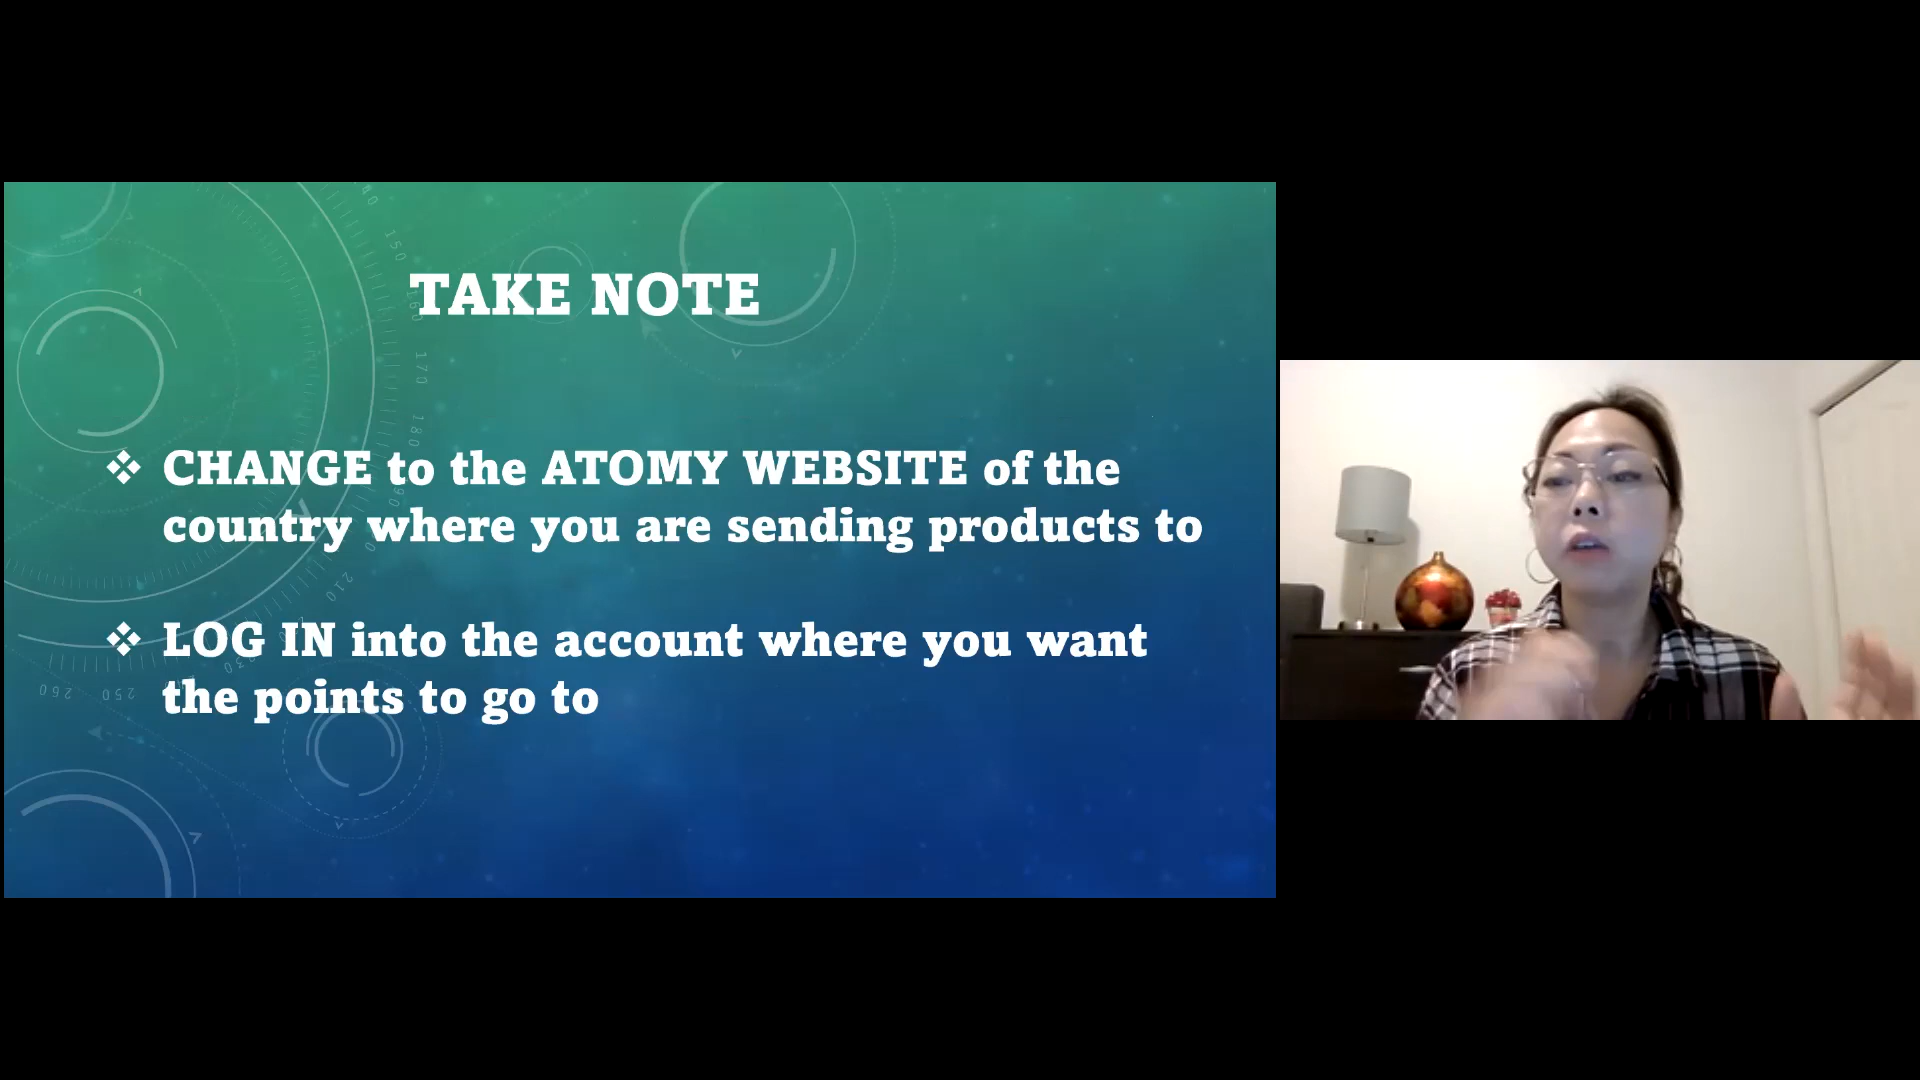 TAKE NOTE
❖ CHANGE to the ATOMY WEBSITE of the
country where you are sending products to
❖ LOG IN into the account where you want
the points to go to